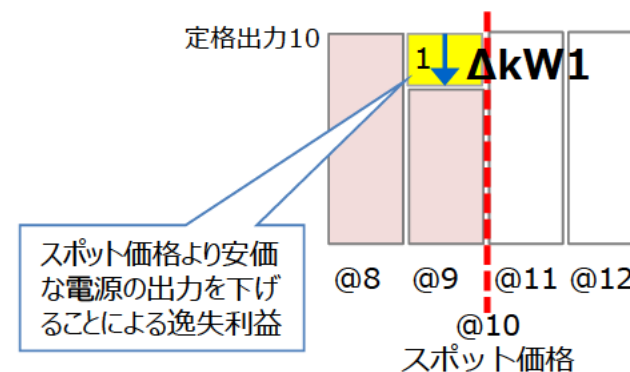 定格出力10
1
ΔkW1
スポット価格より安価
な電源の出力を下げ
ることによる逸失利益
@8 @9 @11 @12
@10
スポット価格